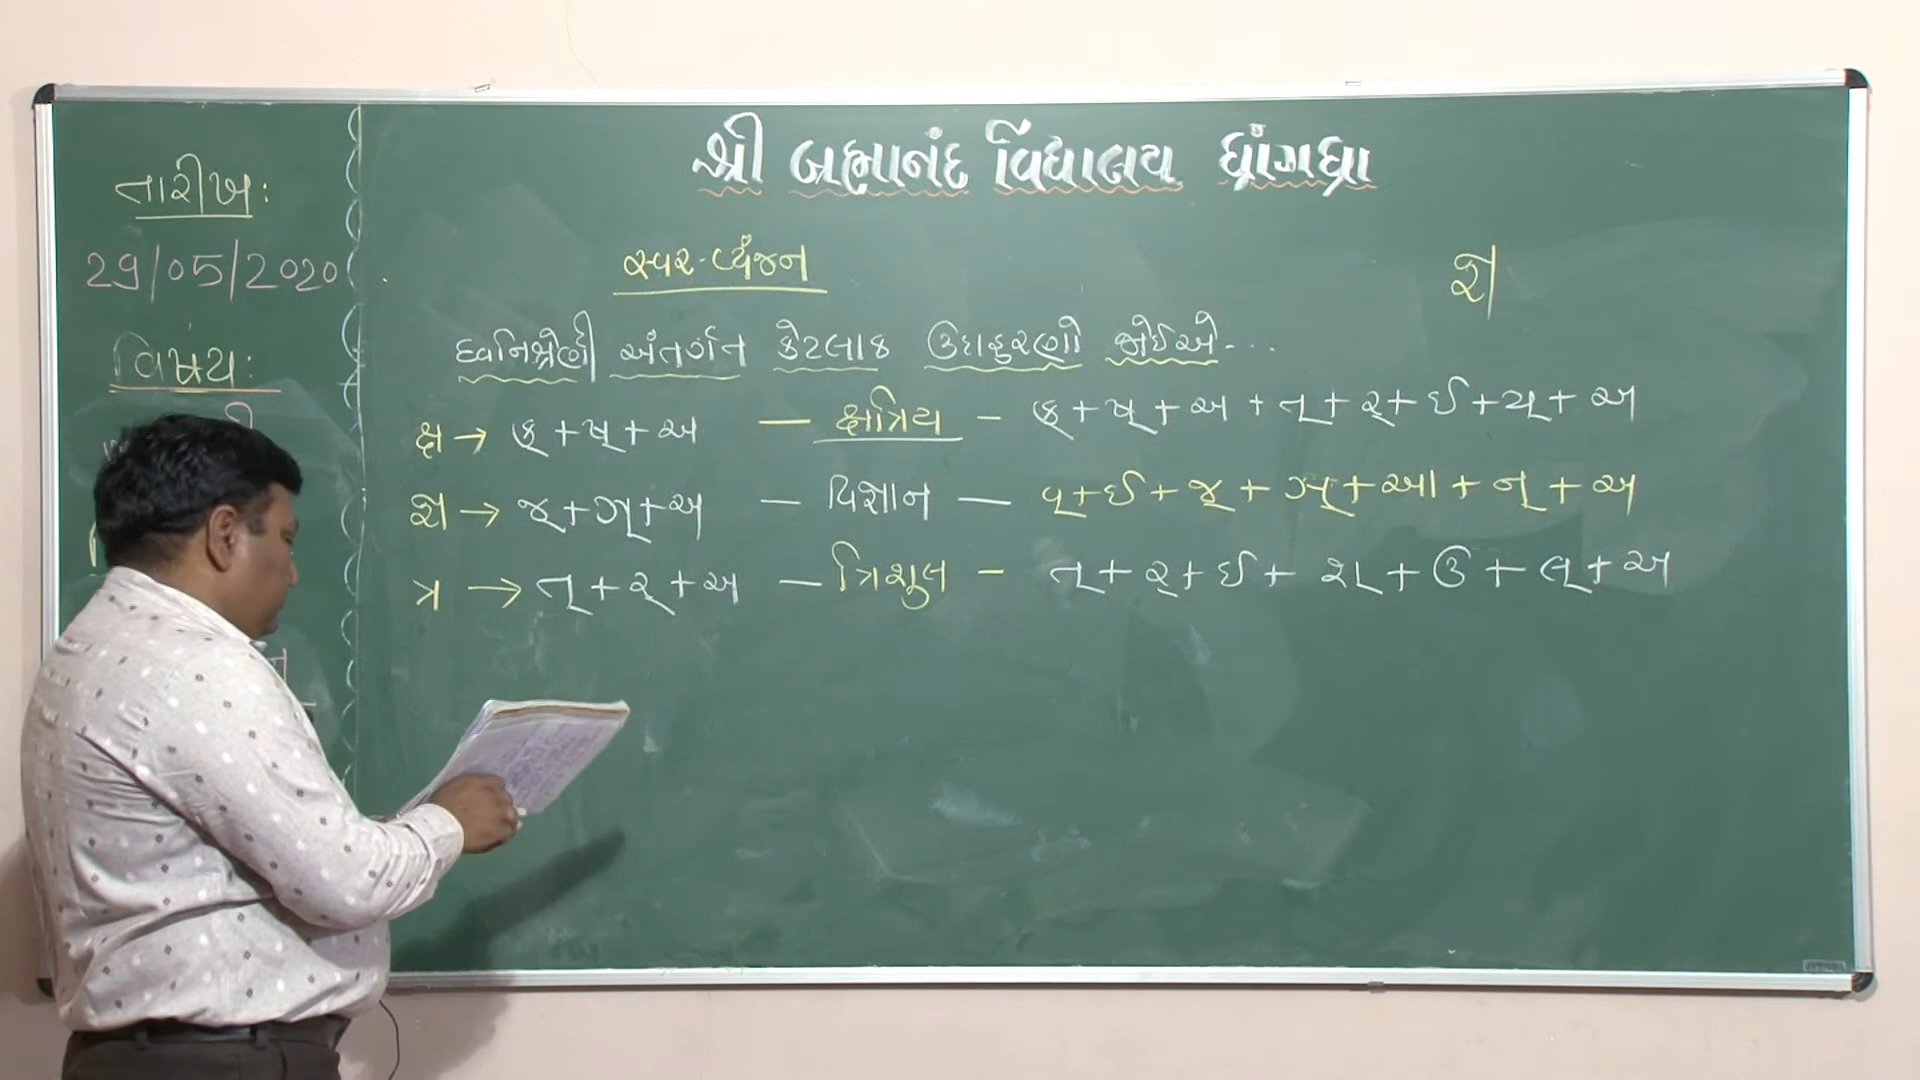 શ્રી બ્રહ્માનંદ વિદ્યાલય ધ્રાંગધ્રા
તારીખ:
29/05/2020
વિષય:
સ્વર-વ્યંજન
જ્ઞ
ધ્વનિશ્રેણી અંતર્ગત કેટલાક ઉદાહરણો જોઈએ...
ક્ષ → ક્ + ષ્ + અ — ક્ષત્રિય - ક્ + ષ્ + અ + ત્ + ર્ + ઈ + ય્ + અ
જ્ઞ → જ્ + ઞ્ + અ — વિજ્ઞાન — વ્ + ઈ + જ્ + ઞ્ + આ + ન્ + અ
ત્ર → ત્ + ર્ + અ — ત્રિશુલ - ત્ + ર્ + ઈ + શ્ + ઉ + લ્ + અ